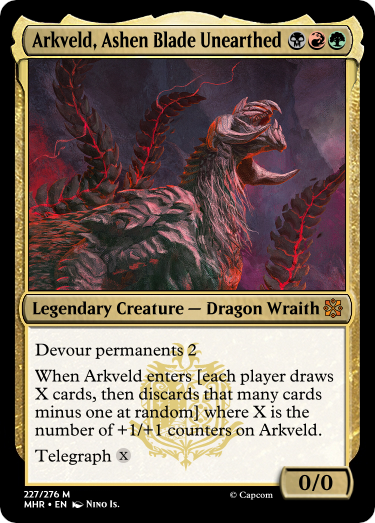 Arkveld, Ashen Blade Unearthed
Legendary Creature — Dragon Wraith
Devour permanents 2
When Arkveld enters [each player draws
X cards, then discards that many cards
minus one at random] where X is the
number of +1/+1 counters on Arkveld.
Telegraph X
0/0
227/276 M
MHR • EN Nino Is.
© Capcom